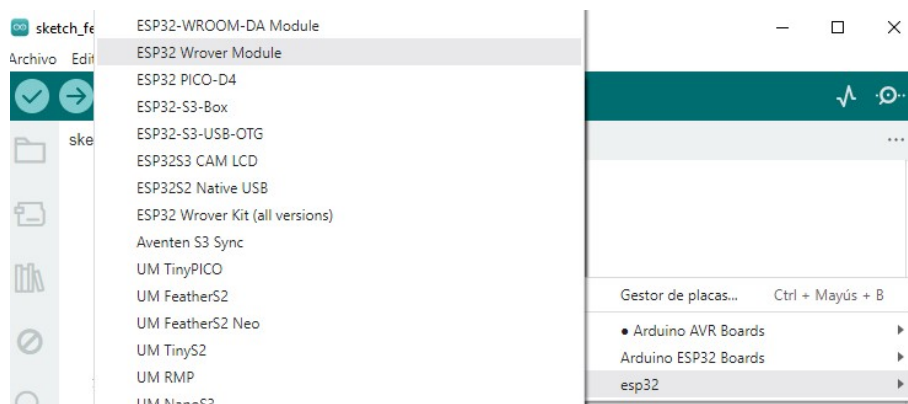 sketch_fe
Archivo Edit
ske
ESP32-WROOM-DA Module
ESP32 Wrover Module
ESP32 PICO-D4
ESP32-S3-Box
ESP32-S3-USB-OTG
ESP32S3 CAM LCD
ESP32S2 Native USB
ESP32 Wrover Kit (all versions)
Aventen S3 Sync
UM TinyPICO
UM FeatherS2
UM FeatherS2 Neo
UM TinyS2
UM RMP
UM NanoS3
Gestor de placas... Ctrl + Mayús + B
● Arduino AVR Boards
Arduino ESP32 Boards
esp32